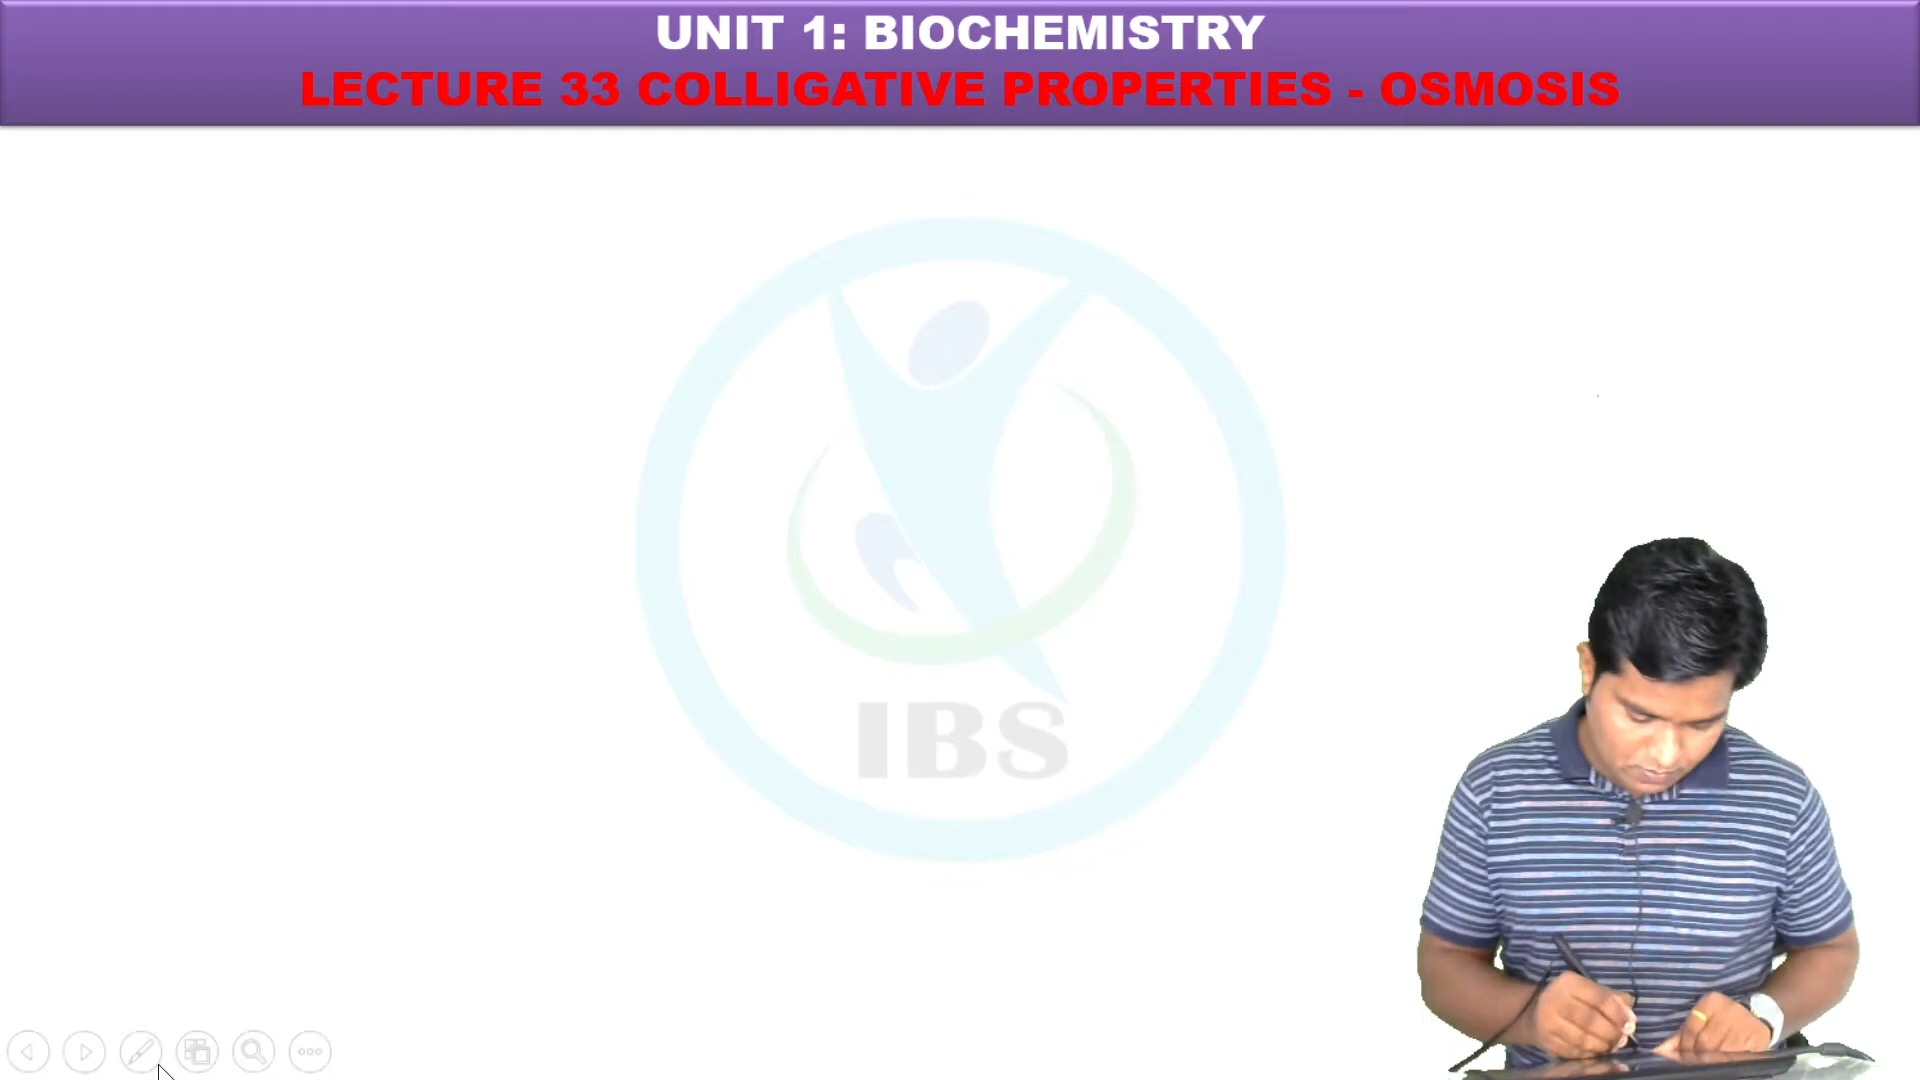 UNIT 1: BIOCHEMISTRY
LECTURE 33 COLLIGATIVE PROPERTIES - OSMOSIS
IBS